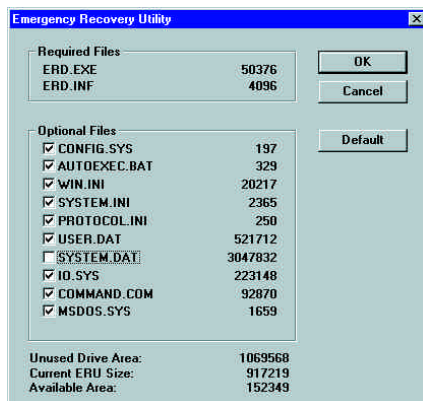 Emergency Recovery Utility
Required Files
ERD.EXE 50376
ERD.INF 4096
OK
Cancel
Default
Optional Files
CONFIG.SYS 197
AUTOEXEC.BAT 329
WIN.INI 20217
SYSTEM.INI 2365
PROTOCOL.INI 250
USER.DAT 521712
SYSTEM.DAT 3047832
IO.SYS 223148
COMMAND.COM 92870
MSDOS.SYS 1659
Unused Drive Area: 1069568
Current ERU Size: 917219
Available Area: 152349